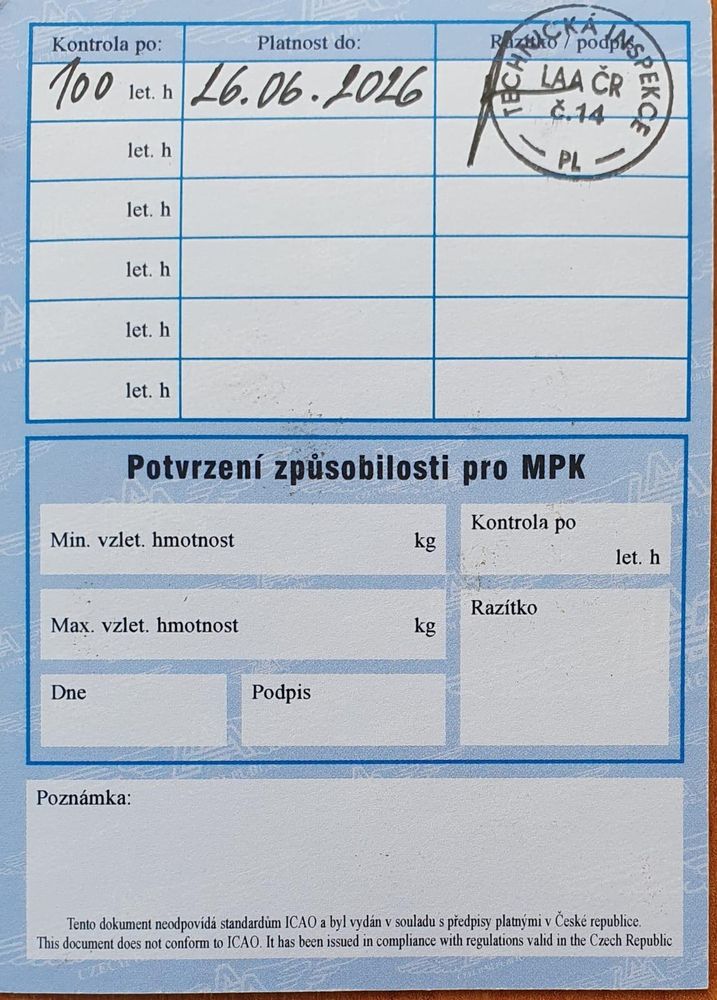 Kontrola po: Platnost do: Razítko / podpis
100 let. h 26.06.2026
TECHNICKÁ INSPEKCE
LAA ČR
č.14
PL
let. h
let. h
let. h
let. h
let. h
Potvrzení způsobilosti pro MPK
Min. vzlet. hmotnost kg
Kontrola po
let. h
Max. vzlet. hmotnost kg
Razítko
Dne Podpis
Poznámka:
Tento dokument neodpovídá standardům ICAO a byl vydán v souladu s předpisy platnými v České republice.
This document does not conform to ICAO. It has been issued in compliance with regulations valid in the Czech Republic